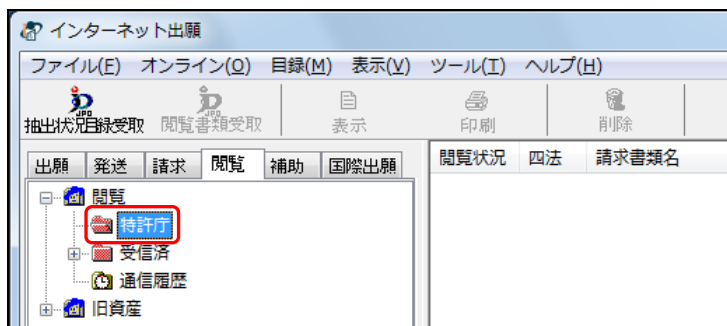 インターネット出願
ファイル(F) オンライン(O) 目録(M) 表示(V) ツール(T) ヘルプ(H)
JPO JPO
抽出状況目録受取 閲覧書類受取 表示 印刷 削除
出願 発送 請求 閲覧 補助 国際出願
閲覧状況 四法 請求書類名
閲覧
特許庁
受信済
通信履歴
旧資産